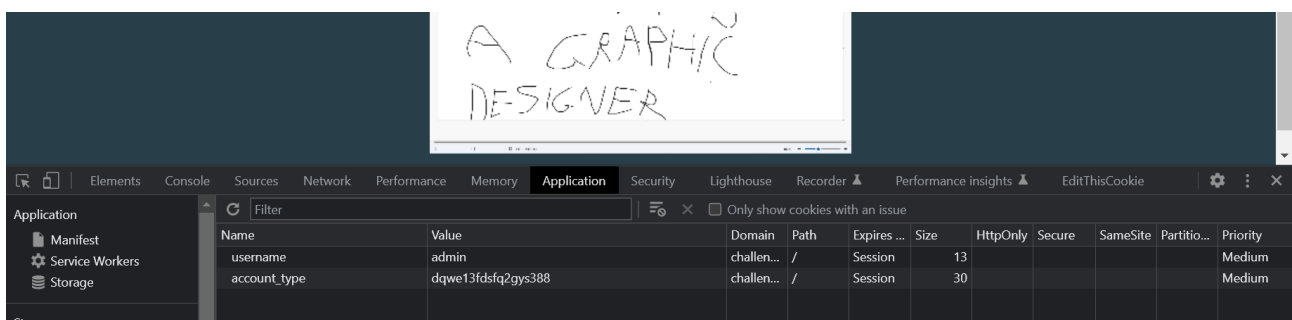 A GRAPHIC
DESIGNER
Elements Console Sources Network Performance Memory Application Security Lighthouse Recorder Performance insights EditThisCookie
Application
Filter
Only show cookies with an issue
Manifest
Service Workers
Storage
Name Value Domain Path Expires ... Size HttpOnly Secure SameSite Partitio... Priority
username admin challen... / Session 13 Medium
account_type dqwe13fdsfq2gys388 challen... / Session 30 Medium